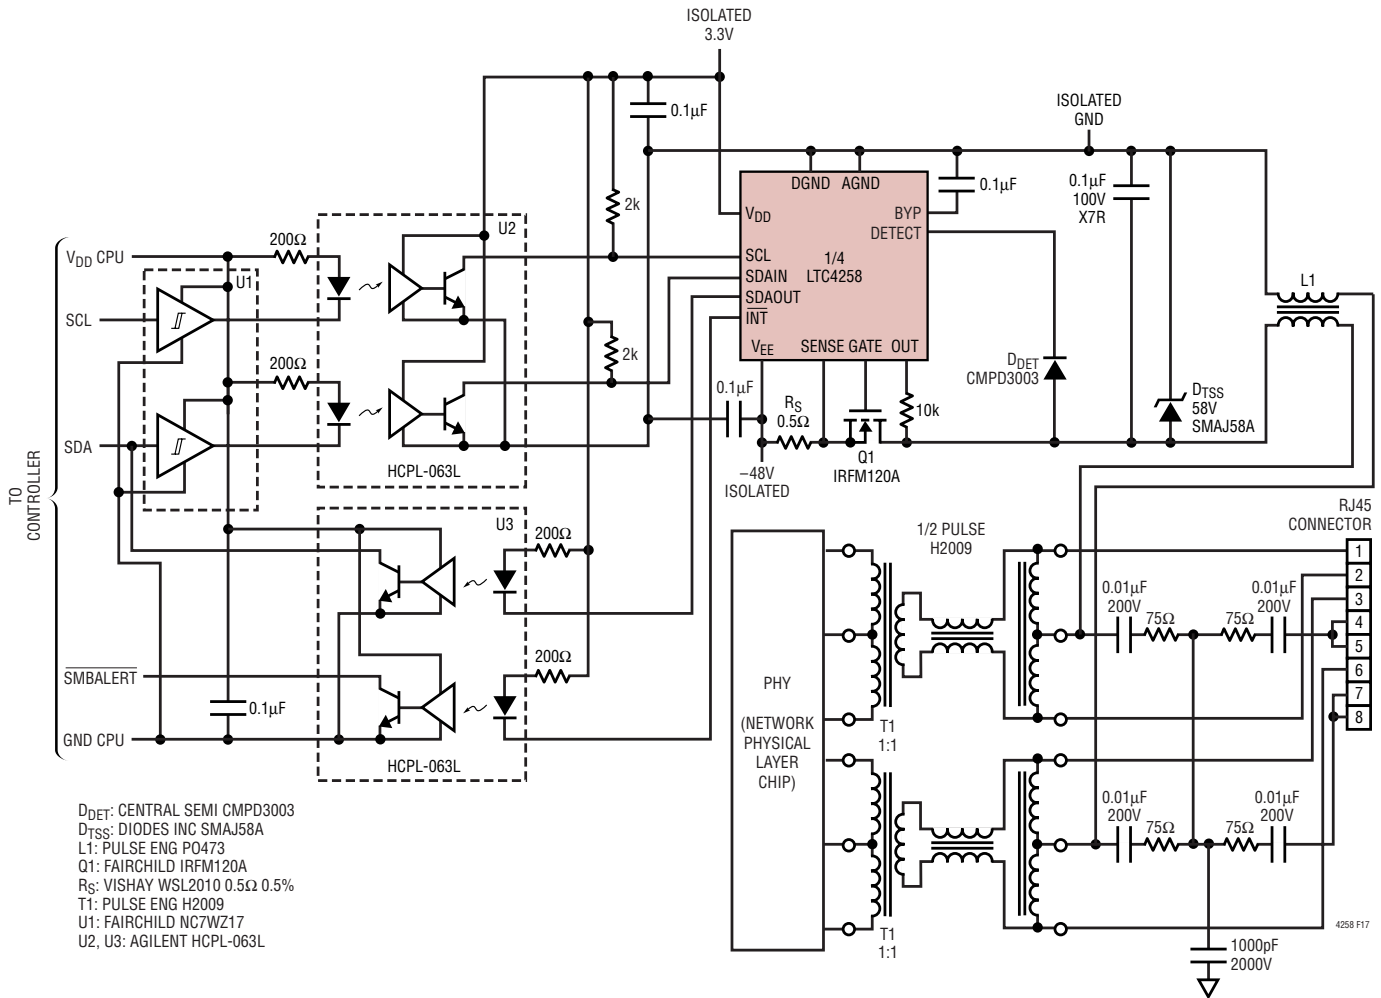 ISOLATED
3.3V
0.1µF
ISOLATED
GND
2k
DGND AGND
0.1µF
0.1µF
100V
X7R
VDD
BYP
DETECT
SCL
SDAIN
SDAOUT
INT
1/4
LTC4258
VEE SENSE GATE OUT
L1
VDD CPU
200Ω
U2
U1
SCL
200Ω
2k
SDA
HCPL-063L
0.1µF
RS
0.5Ω
10k
DDET
CMPD3003
DTSS
58V
SMAJ58A
–48V
ISOLATED
Q1
IRFM120A
TO
CONTROLLER
U3
200Ω
200Ω
SMBALERT
0.1µF
GND CPU
HCPL-063L
1/2 PULSE
H2009
RJ45
CONNECTOR
1
2
3
4
5
6
7
8
0.01µF
200V
75Ω
75Ω
0.01µF
200V
PHY
(NETWORK
PHYSICAL
LAYER
CHIP)
T1
1:1
0.01µF
200V
75Ω
75Ω
0.01µF
200V
T1
1:1
1000pF
2000V
4258 F17
DDET: CENTRAL SEMI CMPD3003
DTSS: DIODES INC SMAJ58A
L1: PULSE ENG PO473
Q1: FAIRCHILD IRFM120A
RS: VISHAY WSL2010 0.5Ω 0.5%
T1: PULSE ENG H2009
U1: FAIRCHILD NC7WZ17
U2, U3: AGILENT HCPL-063L